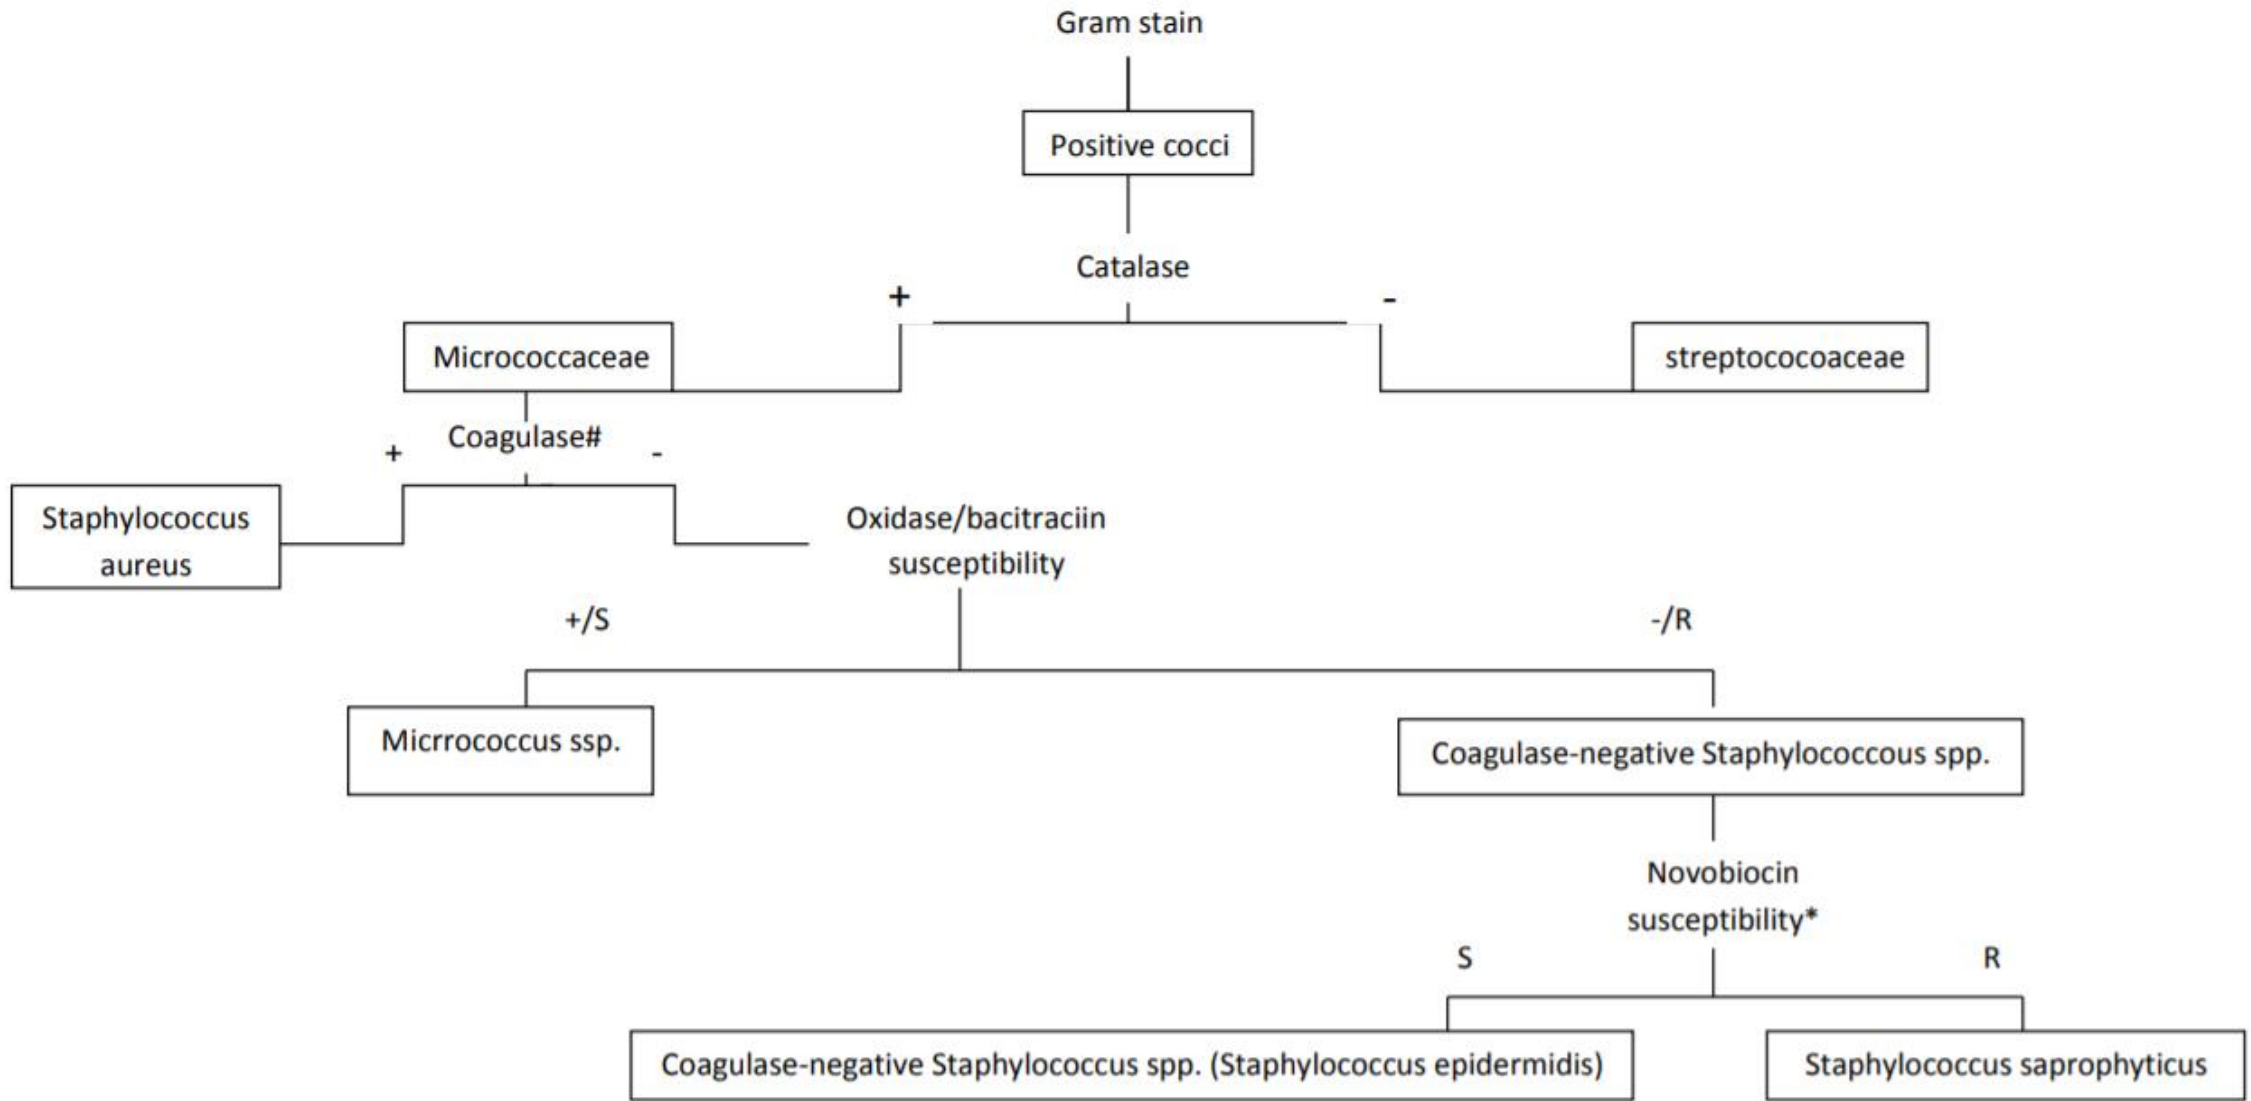 Gram stain
Positive cocci
Catalase
+
-
Micrococcaceae
streptococoaceae
Coagulase#
+
-
Staphylococcus
aureus
Oxidase/bacitraciin
susceptibility
+/S
-/R
Micrrococcus ssp.
Coagulase-negative Staphylococcous spp.
Novobiocin
susceptibility*
S
R
Coagulase-negative Staphylococcus spp. (Staphylococcus epidermidis)
Staphylococcus saprophyticus